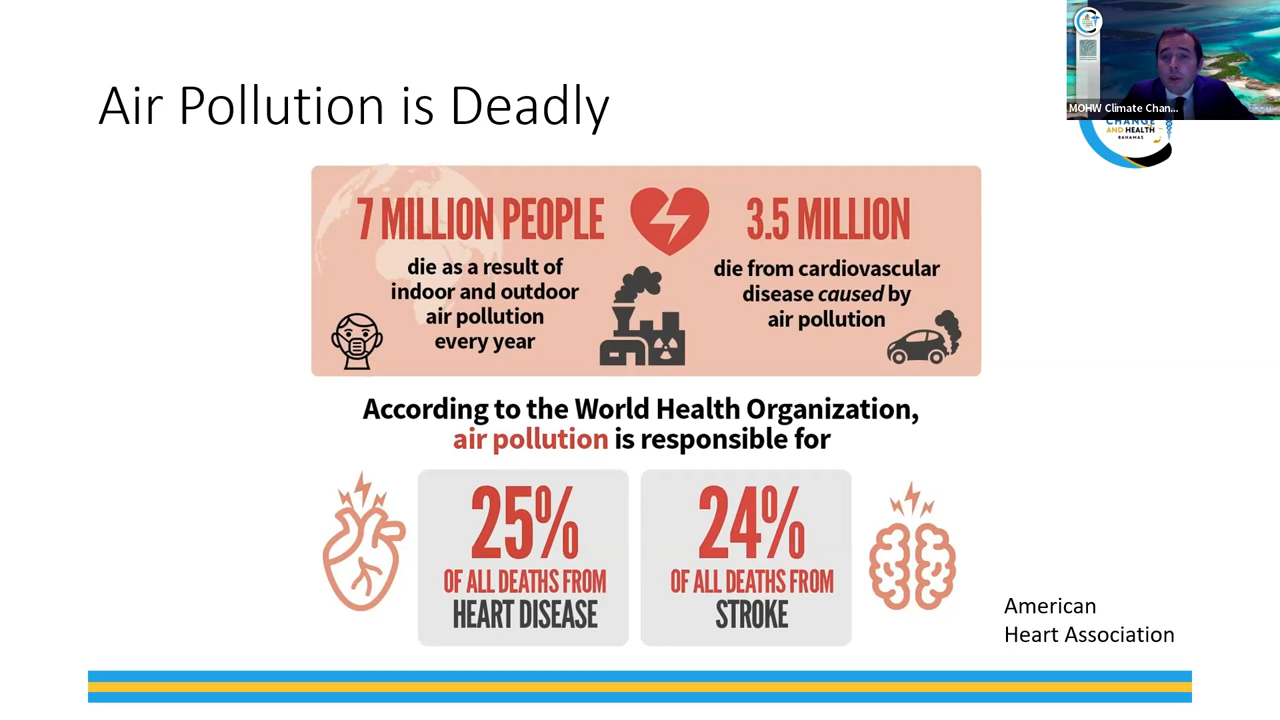 Air Pollution is Deadly
MOHW Climate Chan...
CHANGE
AND HEALTH
BAHAMAS
7 MILLION PEOPLE
die as a result of
indoor and outdoor
air pollution
every year
3.5 MILLION
die from cardiovascular
disease caused by
air pollution
According to the World Health Organization,
air pollution is responsible for
25%
OF ALL DEATHS FROM
HEART DISEASE
24%
OF ALL DEATHS FROM
STROKE
American
Heart Association